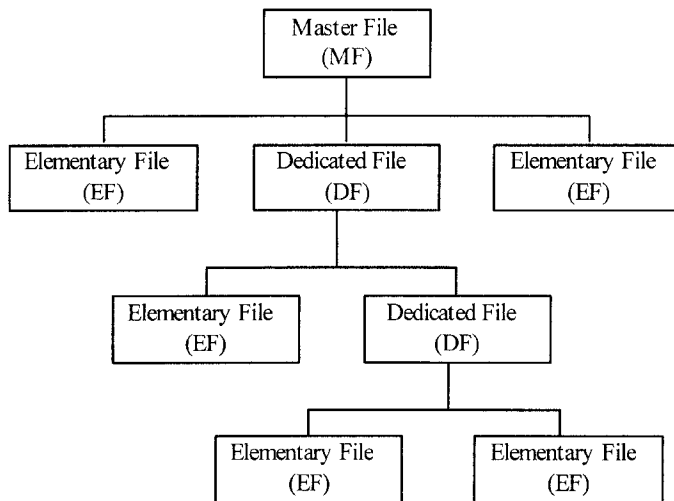 Master File
(MF)
Elementary File
(EF)
Dedicated File
(DF)
Elementary File
(EF)
Elementary File
(EF)
Dedicated File
(DF)
Elementary File
(EF)
Elementary File
(EF)